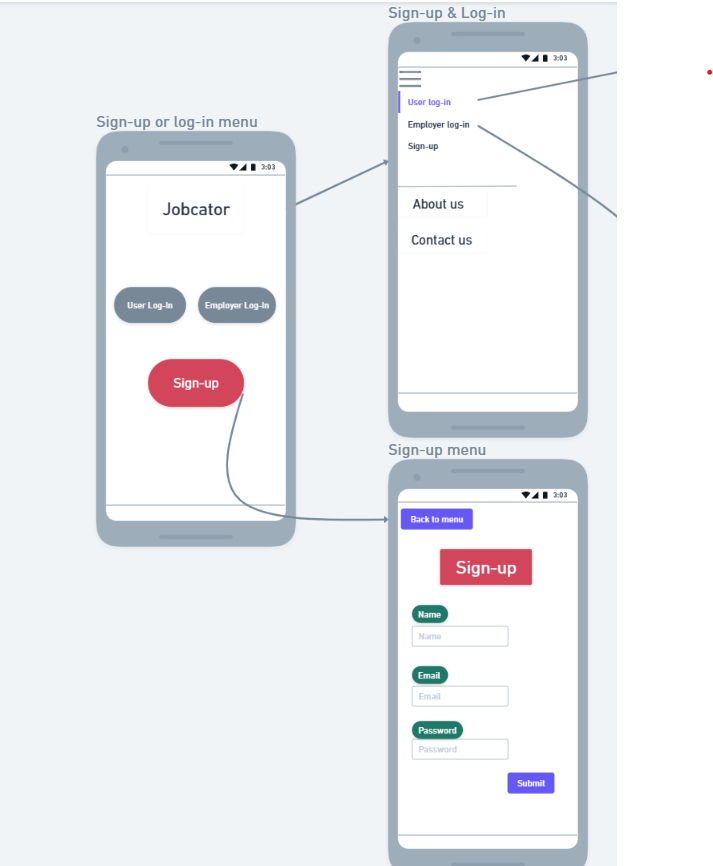 Sign-up & Log-in
3:03
User log-in
Employer log-in
Sign-up
About us
Contact us
Sign-up or log-in menu
3:03
Jobcator
User Log-In
Employer Log-In
Sign-up
Sign-up menu
3:03
Back to menu
Sign-up
Name
Name
Email
Email
Password
Password
Submit